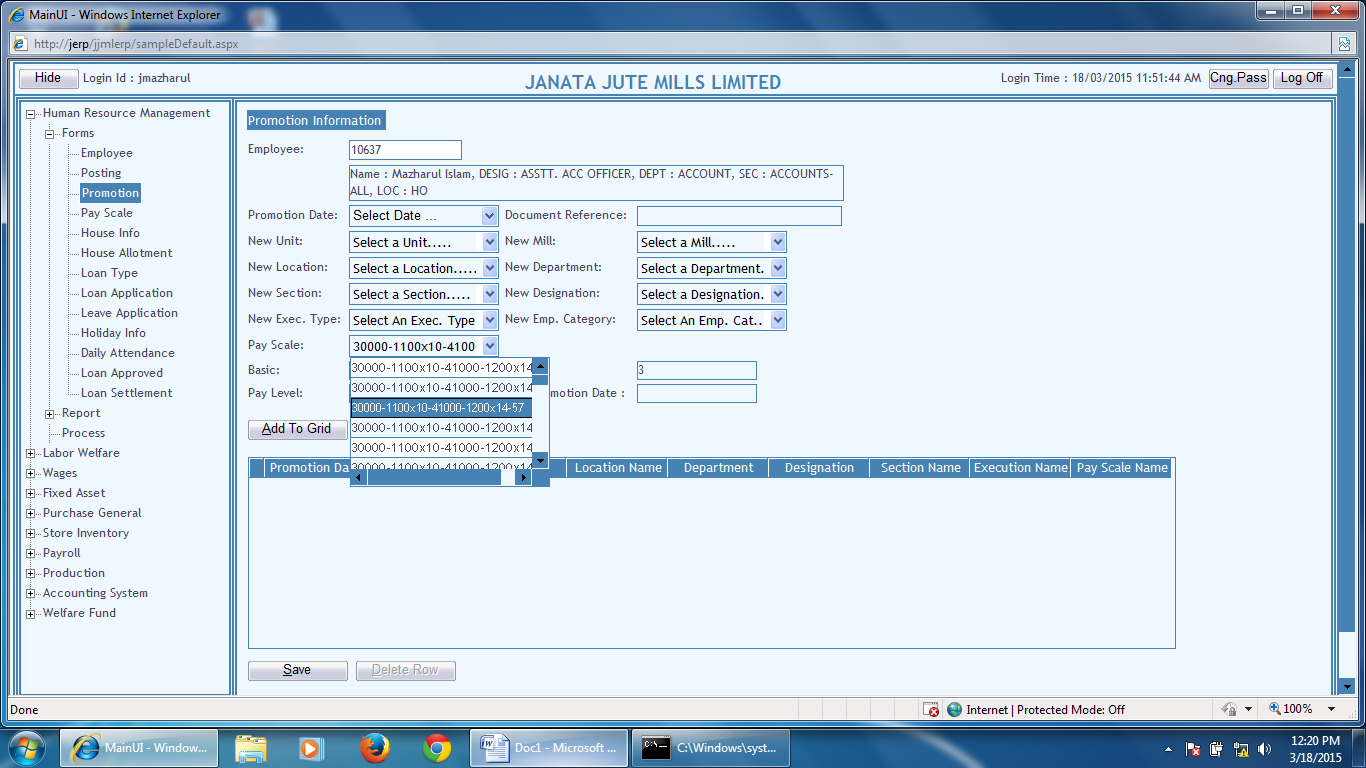 MainUI - Windows Internet Explorer
http://jerp/jjmlerp/sampleDefault.aspx
Hide Login Id : jmazharul JANATA JUTE MILLS LIMITED Login Time : 18/03/2015 11:51:44 AM Cng.Pass Log Off
Human Resource Management
Forms
Employee
Posting
Promotion
Pay Scale
House Info
House Allotment
Loan Type
Loan Application
Leave Application
Holiday Info
Daily Attendance
Loan Approved
Loan Settlement
Report
Process
Labor Welfare
Wages
Fixed Asset
Purchase General
Store Inventory
Payroll
Production
Accounting System
Welfare Fund
Promotion Information
Employee: 10637
Name : Mazharul Islam, DESIG : ASSTT. ACC OFFICER, DEPT : ACCOUNT, SEC : ACCOUNTS-
ALL, LOC : HO
Promotion Date: Select Date ... Document Reference:
New Unit: Select a Unit..... New Mill: Select a Mill.....
New Location: Select a Location..... New Department: Select a Department.
New Section: Select a Section..... New Designation: Select a Designation.
New Exec. Type: Select An Exec. Type New Emp. Category: Select An Emp. Cat..
Pay Scale: 30000-1100x10-4100
Basic: 3
Pay Level: motion Date :
30000-1100x10-41000-1200x14
30000-1100x10-41000-1200x14
30000-1100x10-41000-1200x14-57
30000-1100x10-41000-1200x14
30000-1100x10-41000-1200x14
30000-1100x10-41000-1200x14
Add To Grid
Promotion Da Location Name Department Designation Section Name Execution Name Pay Scale Name
Save Delete Row
Done Internet | Protected Mode: Off 100%
MainUI - Window... Doc1 - Microsoft ... C:\Windows\syst... 12:20 PM
3/18/2015